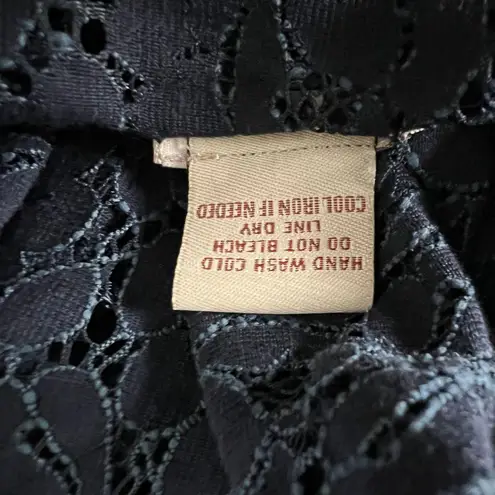 HAND WASH COLD
DO NOT BLEACH
LINE DRY
COOL IRON IF NEEDED